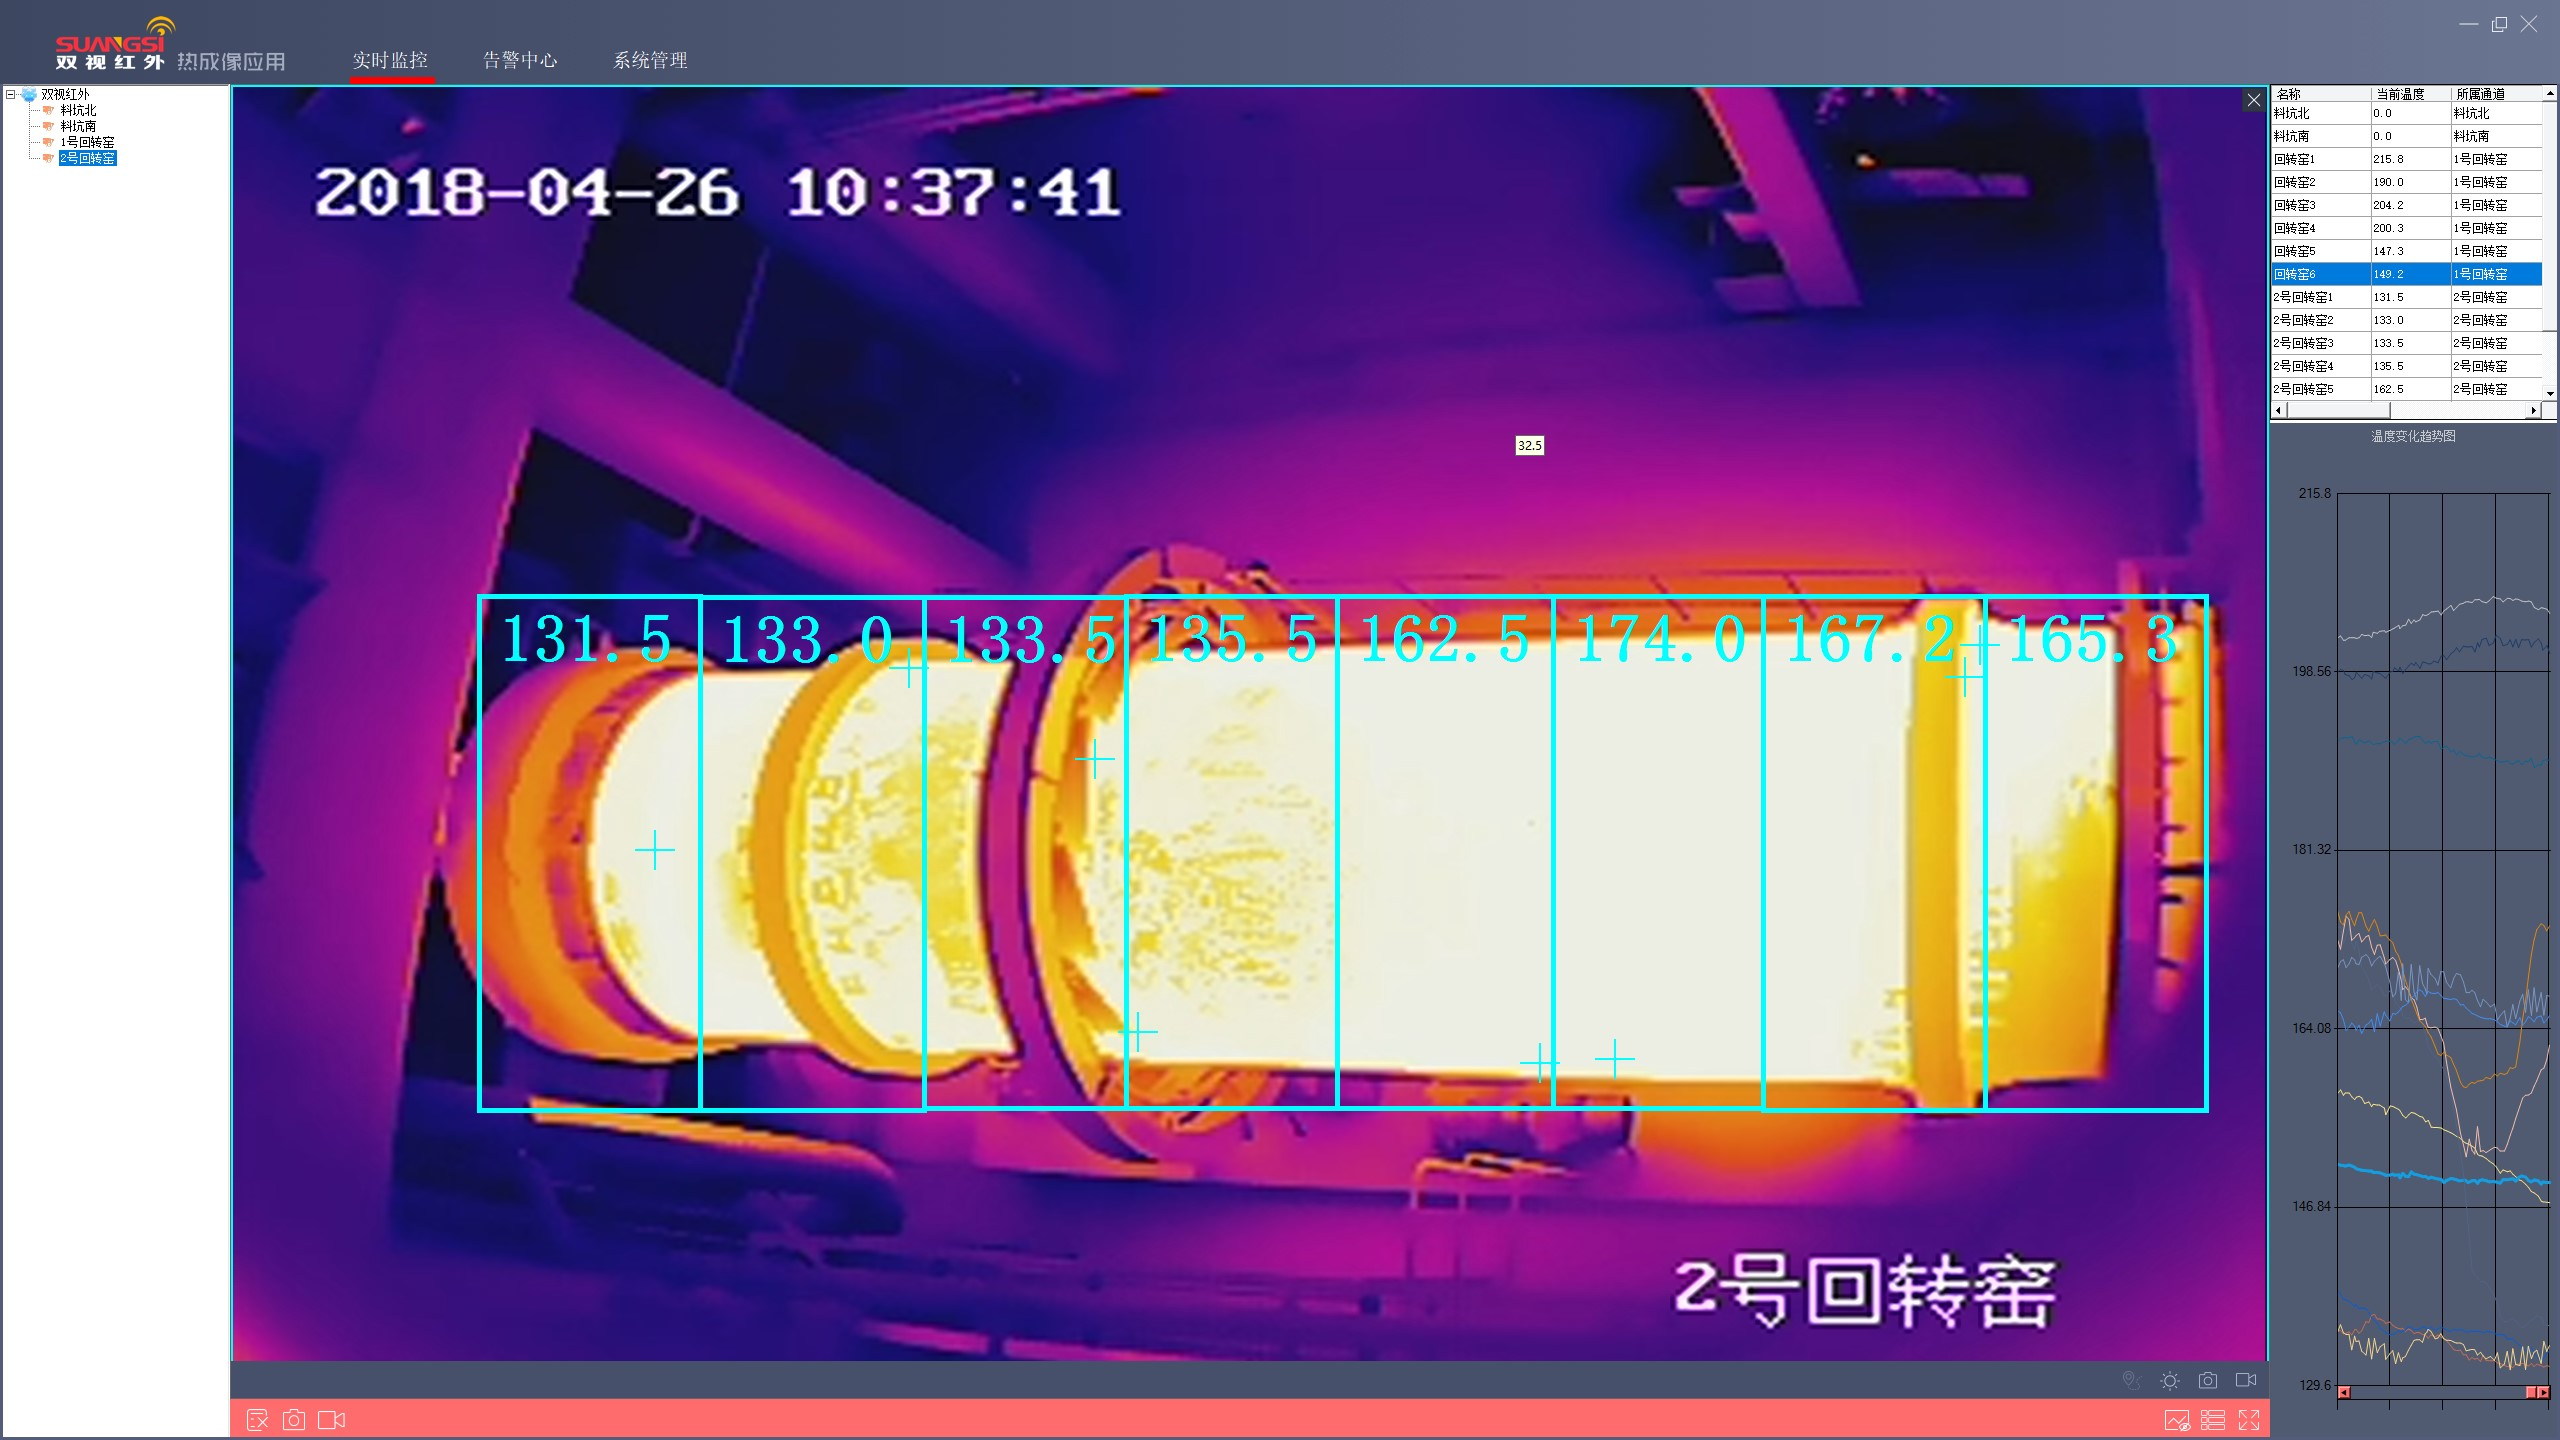 SUANGSI
双视红外 热成像应用
实时监控 告警中心 系统管理
双视红外
料坑北
料坑南
1号回转窑
2号回转窑
2018-04-26 10:37:41
32.5
131.5 133.0 133.5 135.5 162.5 174.0 167.2 165.3
2号回转窑
名称 当前温度 所属通道
料坑北 0.0 料坑北
料坑南 0.0 料坑南
回转窑1 215.8 1号回转窑
回转窑2 190.0 1号回转窑
回转窑3 204.2 1号回转窑
回转窑4 200.3 1号回转窑
回转窑5 147.3 1号回转窑
回转窑6 149.2 1号回转窑
2号回转窑1 131.5 2号回转窑
2号回转窑2 133.0 2号回转窑
2号回转窑3 133.5 2号回转窑
2号回转窑4 135.5 2号回转窑
2号回转窑5 162.5 2号回转窑
温度变化趋势图
215.8
198.56
181.32
164.08
146.84
129.6